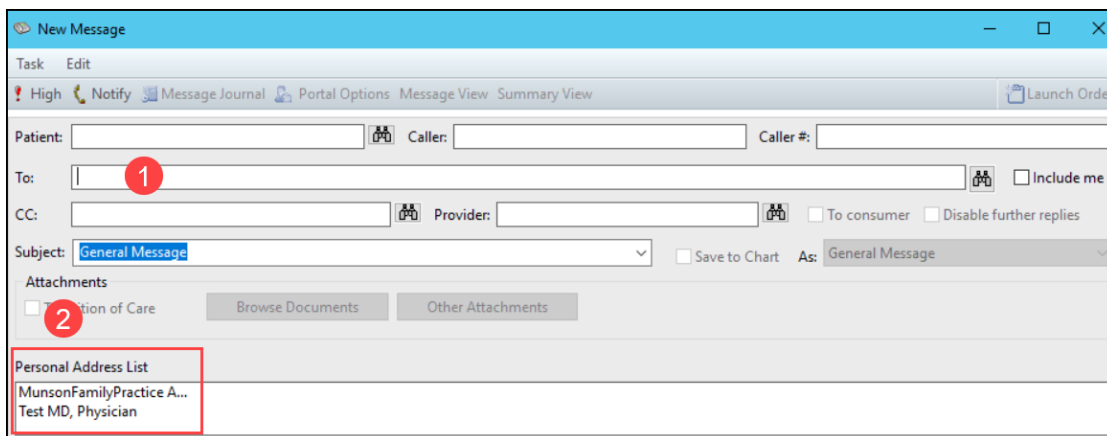 New Message
Task Edit
High Notify Message Journal Portal Options Message View Summary View Launch Orde
Patient: Caller: Caller #:
To: 1 Include me
CC: Provider: To consumer Disable further replies
Subject: General Message Save to Chart As: General Message
Attachments
2 of Care Browse Documents Other Attachments
Personal Address List
MunsonFamilyPractice A...
Test MD, Physician